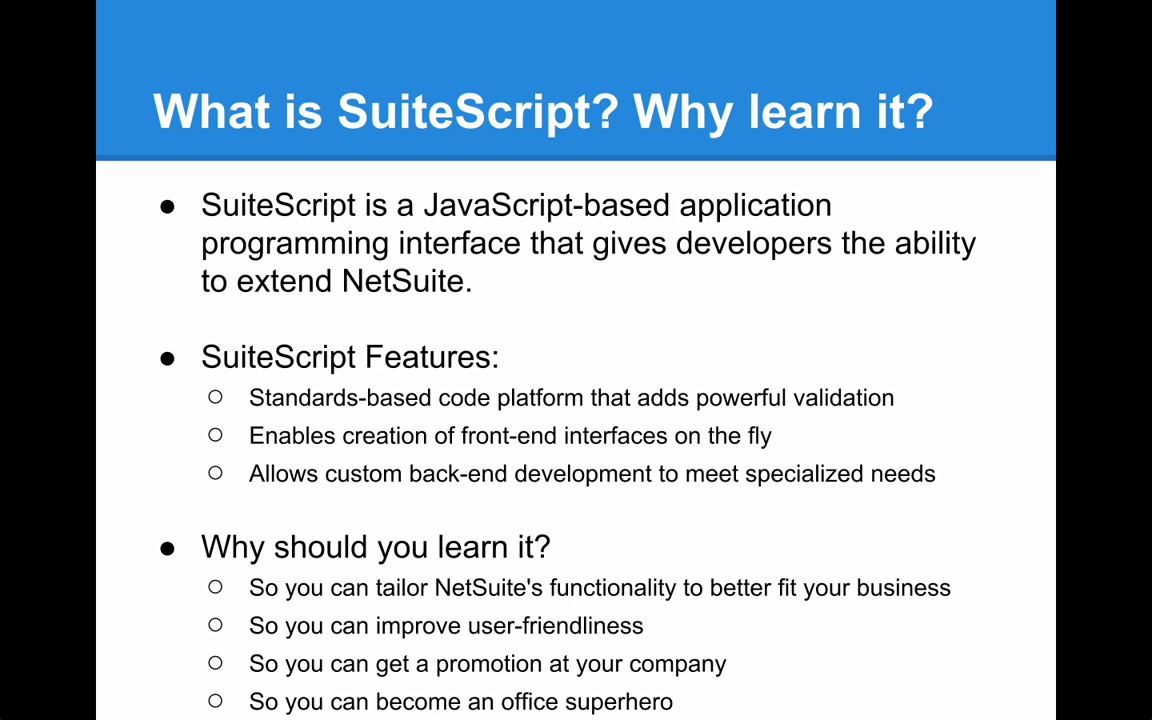 What is SuiteScript? Why learn it?
● SuiteScript is a JavaScript-based application
programming interface that gives developers the ability
to extend NetSuite.
● SuiteScript Features:
○ Standards-based code platform that adds powerful validation
○ Enables creation of front-end interfaces on the fly
○ Allows custom back-end development to meet specialized needs
● Why should you learn it?
○ So you can tailor NetSuite's functionality to better fit your business
○ So you can improve user-friendliness
○ So you can get a promotion at your company
○ So you can become an office superhero